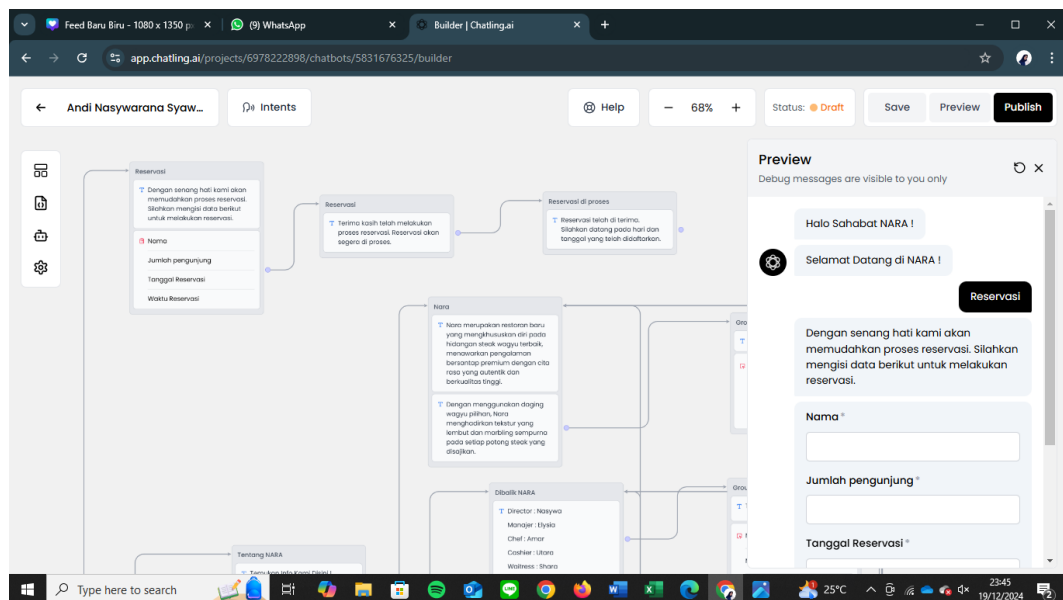 Feed Baru Biru - 1080 x 1350 p
(9) WhatsApp
Builder | Chatling.ai
app.chatling.ai/projects/6978222898/chatbots/5831676325/builder
Andi Nasywarana Syaw...
Intents
Help
68%
Status: Draft
Save
Preview
Publish
Reservasi
Dengan senang hati kami akan
memudahkan proses reservasi.
Silahkan mengisi data berikut
untuk melakukan reservasi.
Nama
Jumlah pengunjung
Tanggal Reservasi
Waktu Reservasi
Reservasi
Terima kasih telah melakukan
proses reservasi. Reservasi akan
segera di proses.
Reservasi di proses
Reservasi telah di terima.
Silahkan datang pada hari dan
tanggal yang telah didaftarkan.
Nara
Nara merupakan restoran baru
yang mengkhususkan diri pada
hidangan steak wagyu terbaik,
menawarkan pengalaman
bersantap premium dengan cita
rasa yang autentik dan
berkualitas tinggi.
Dengan menggunakan daging
wagyu pilihan, Nara
menghadirkan tekstur yang
lembut dan marbling sempurna
pada setiap potong steak yang
disajikan.
Gro
Dibalik NARA
Director : Nasywa
Manajer : Elysia
Chef : Amar
Cashier : Utara
Waitress : Shara
Grou
Tentang NARA
Temukan Info Kami Disini !
Preview
Debug messages are visible to you only
Halo Sahabat NARA !
Selamat Datang di NARA !
Reservasi
Dengan senang hati kami akan
memudahkan proses reservasi. Silahkan
mengisi data berikut untuk melakukan
reservasi.
Nama *
Jumlah pengunjung *
Tanggal Reservasi *
Type here to search
25°C
23:45
19/12/2024